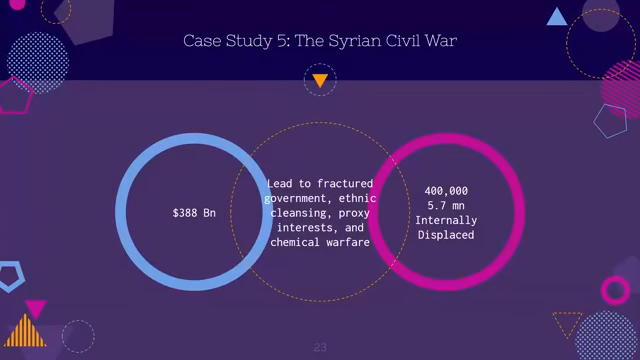 Case Study 5: The Syrian Civil War
$388 Bn
Lead to fractured
government, ethnic
cleansing, proxy
interests, and
chemical warfare
400,000
5.7 mn
Internally
Displaced
23